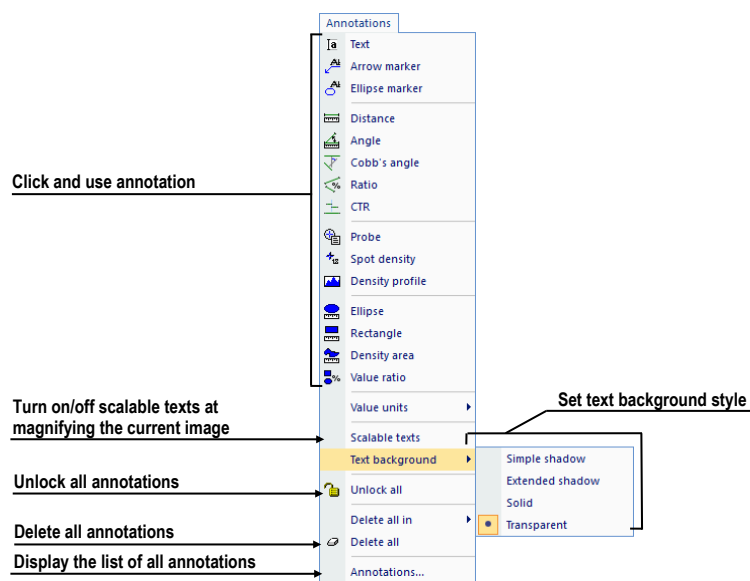 Annotations
Text
Arrow marker
Ellipse marker
Distance
Angle
Cobb's angle
Ratio
CTR
Probe
Spot density
Density profile
Ellipse
Rectangle
Density area
Value ratio
Value units
Scalable texts
Text background
Unlock all
Delete all in
Delete all
Annotations...
Simple shadow
Extended shadow
Solid
Transparent
Click and use annotation
Turn on/off scalable texts at
magnifying the current image
Unlock all annotations
Delete all annotations
Display the list of all annotations
Set text background style